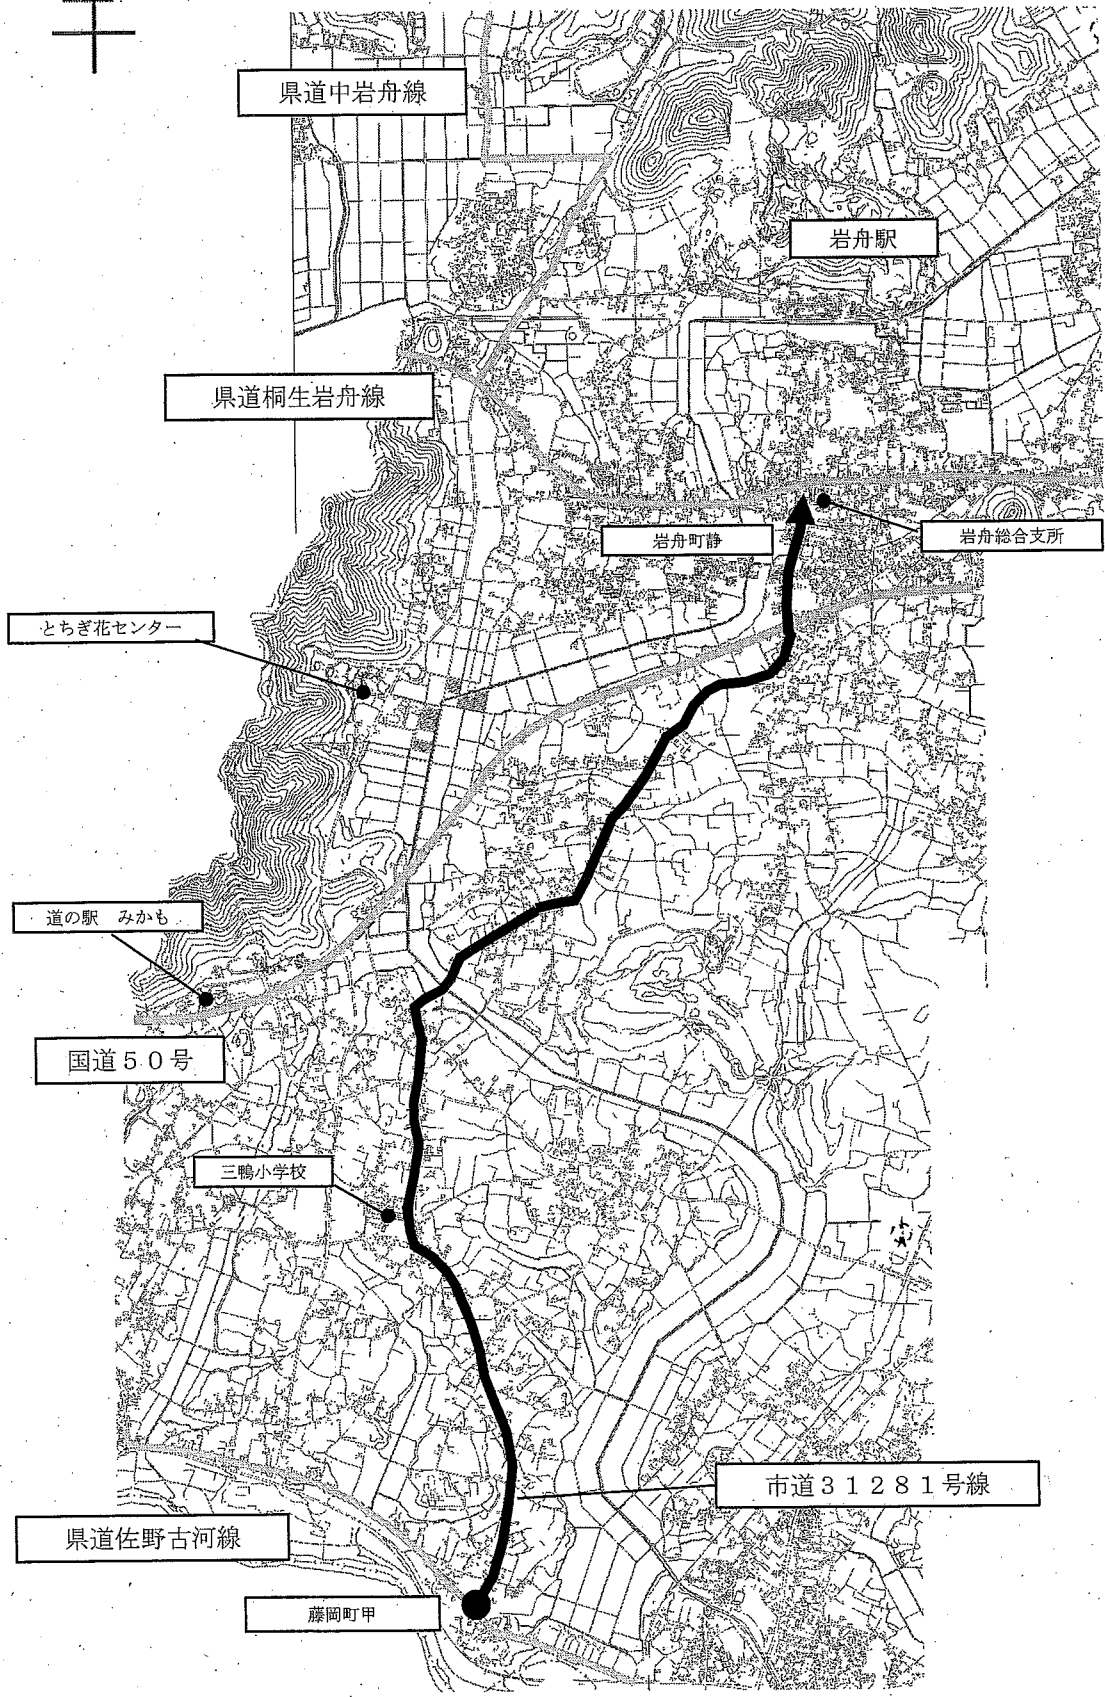 県道中岩舟線
岩舟駅
県道桐生岩舟線
岩舟町静
岩舟総合支所
とちぎ花センター
道の駅　みかも
国道５０号
三鴨小学校
市道３１２８１号線
県道佐野古河線
藤岡町甲